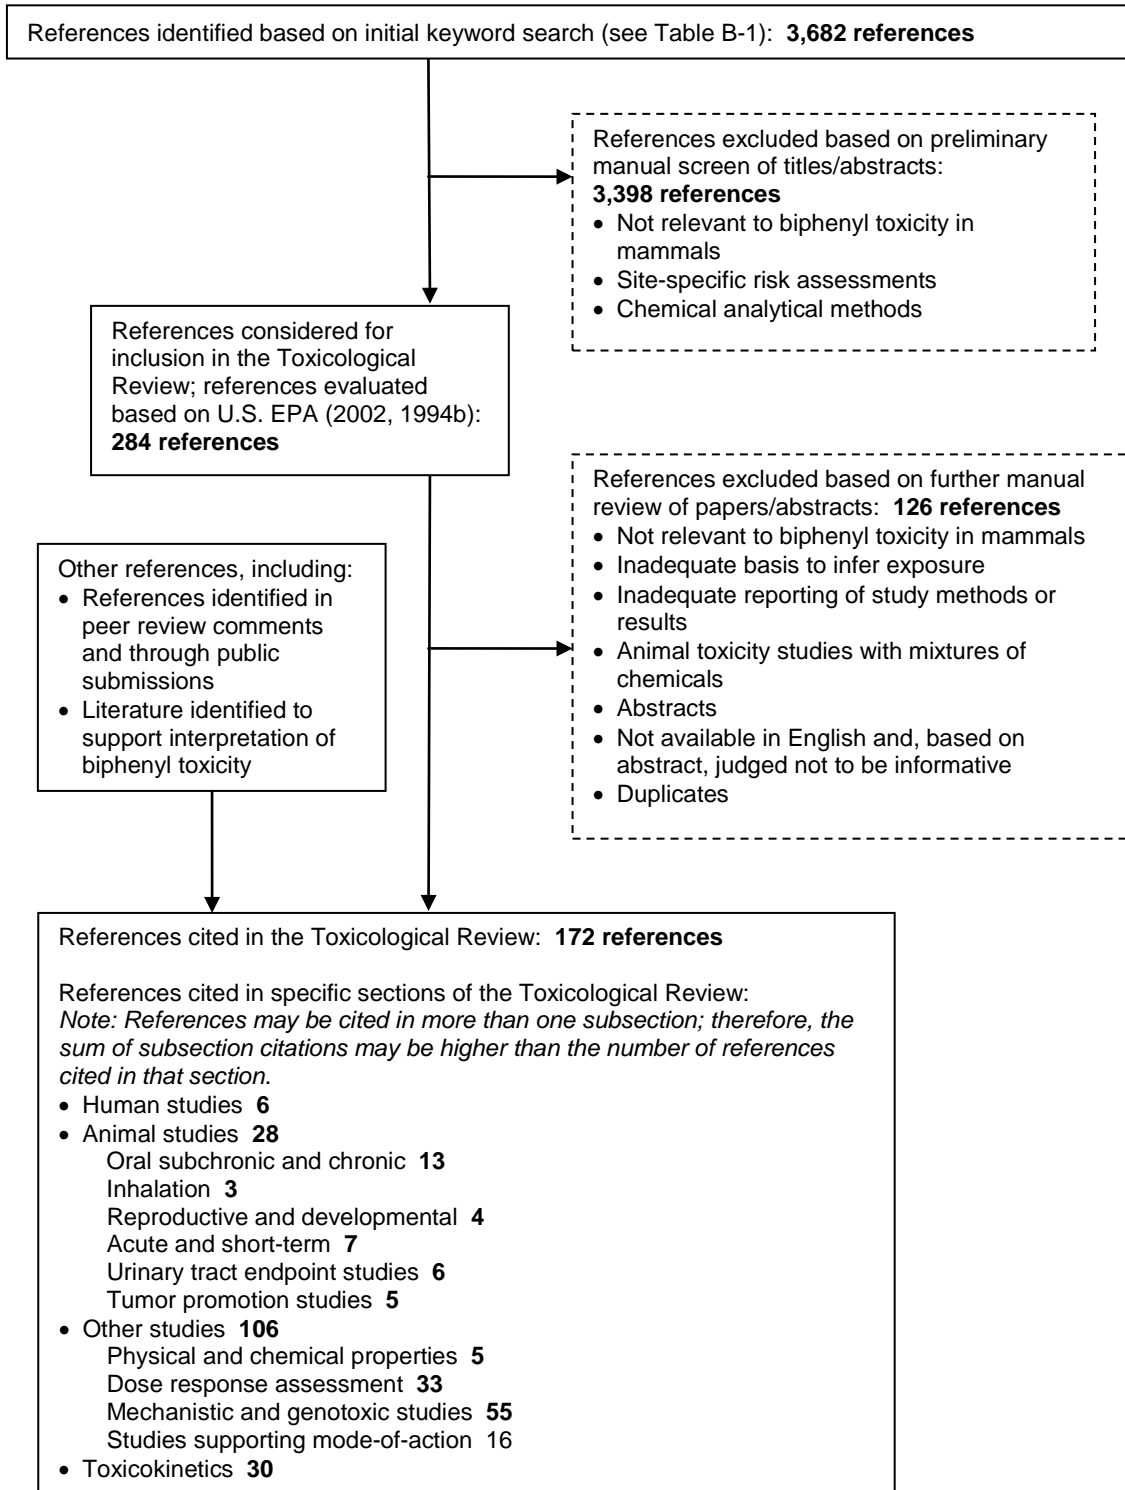 References identified based on initial keyword search (see Table B-1): 3,682 references
References excluded based on preliminary
manual screen of titles/abstracts:
3,398 references
• Not relevant to biphenyl toxicity in
mammals
• Site-specific risk assessments
• Chemical analytical methods
References considered for
inclusion in the Toxicological
Review; references evaluated
based on U.S. EPA (2002, 1994b):
284 references
References excluded based on further manual
review of papers/abstracts: 126 references
• Not relevant to biphenyl toxicity in mammals
• Inadequate basis to infer exposure
• Inadequate reporting of study methods or
results
• Animal toxicity studies with mixtures of
chemicals
• Abstracts
• Not available in English and, based on
abstract, judged not to be informative
• Duplicates
Other references, including:
• References identified in
peer review comments
and through public
submissions
• Literature identified to
support interpretation of
biphenyl toxicity
References cited in the Toxicological Review: 172 references
References cited in specific sections of the Toxicological Review:
Note: References may be cited in more than one subsection; therefore, the
sum of subsection citations may be higher than the number of references
cited in that section.
• Human studies 6
• Animal studies 28
Oral subchronic and chronic 13
Inhalation 3
Reproductive and developmental 4
Acute and short-term 7
Urinary tract endpoint studies 6
Tumor promotion studies 5
• Other studies 106
Physical and chemical properties 5
Dose response assessment 33
Mechanistic and genotoxic studies 55
Studies supporting mode-of-action 16
• Toxicokinetics 30